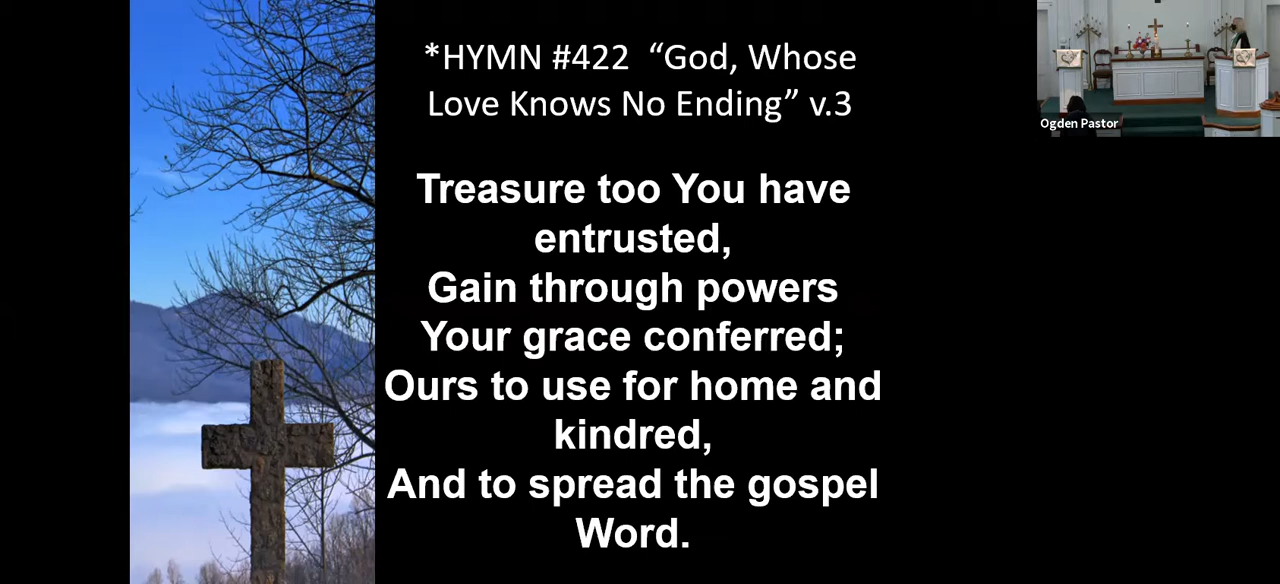 *HYMN #422  “God, Whose
Love Knows No Ending” v.3
Treasure too You have
entrusted,
Gain through powers
Your grace conferred;
Ours to use for home and
kindred,
And to spread the gospel
Word.
Ogden Pastor